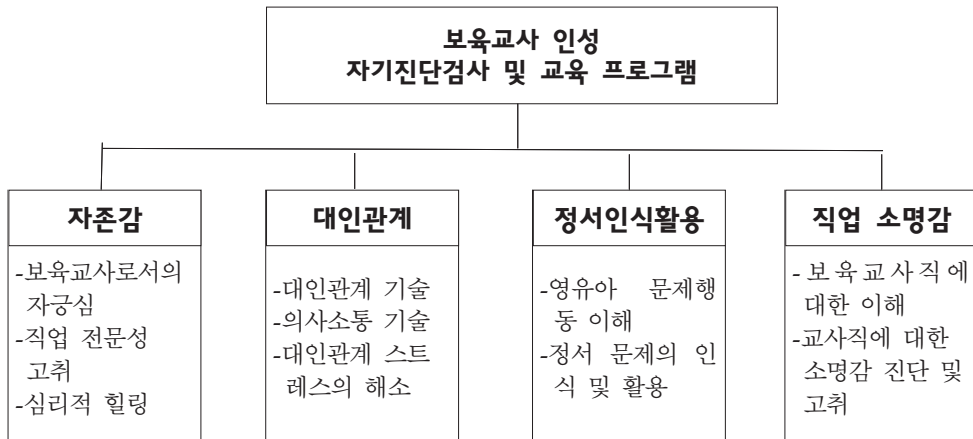 보육교사 인성
자기진단검사 및 교육 프로그램
자존감
-보육교사로서의
자긍심
-직업 전문성
고취
-심리적 힐링
대인관계
-대인관계 기술
-의사소통 기술
-대인관계 스트
레스의 해소
정서인식활용
-영유아 문제행
동 이해
-정서 문제의 인
식 및 활용
직업 소명감
- 보육교사직에
대한 이해
-교사직에 대한
소명감 진단 및
고취